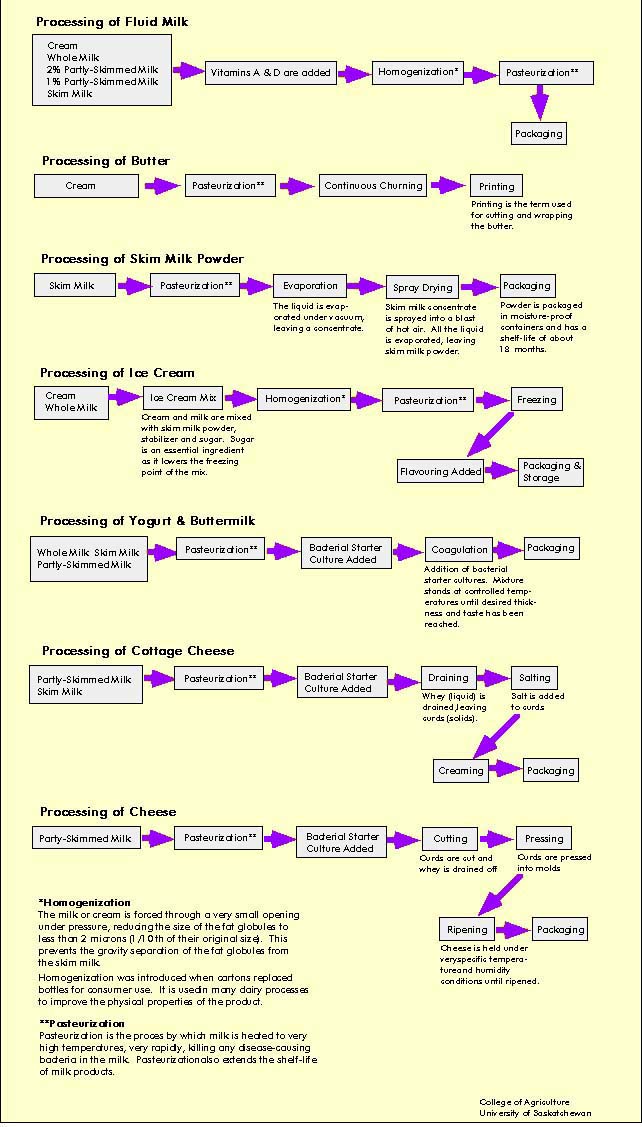 Processing of Fluid Milk
Cream
Whole Milk
2% Partly-Skimmed Milk
1% Partly-Skimmed Milk
Skim Milk
Vitamins A & D are added
Homogenization*
Pasteurization**
Packaging
Processing of Butter
Cream
Pasteurization**
Continuous Churning
Printing
Printing is the term used
for cutting and wrapping
the butter.
Processing of Skim Milk Powder
Skim Milk
Pasteurization**
Evaporation
Spray Drying
Packaging
The liquid is evap-
orated under vacuum,
leaving a concentrate.
Skim milk concentrate
is sprayed into a blast
of hot air. All the liquid
is evaporated, leaving
skim milk powder.
Powder is packaged
in moisture-proof
containers and has a
shelf-life of about
18 months.
Processing of Ice Cream
Cream
Whole Milk
Ice Cream Mix
Homogenization*
Pasteurization**
Freezing
Cream and milk are mixed
with skim milk powder,
stabilizer and sugar. Sugar
is an essential ingredient
as it lowers the freezing
point of the mix.
Flavouring Added
Packaging &
Storage
Processing of Yogurt & Buttermilk
Whole Milk Skim Milk
Partly-Skimmed Milk
Pasteurization**
Bacterial Starter
Culture Added
Coagulation
Packaging
Addition of bacterial
starter cultures. Mixture
stands at controlled temp-
eratures until desired thick-
ness and taste has been
reached.
Processing of Cottage Cheese
Partly-Skimmed Milk
Skim Milk
Pasteurization**
Bacterial Starter
Culture Added
Draining
Salting
Whey (liquid) is
drained,leaving
curds (solids).
Salt is added
to curds
Creaming
Packaging
Processing of Cheese
Party-Skimmed Milk
Pasteurization**
Bacterial Starter
Culture Added
Cutting
Pressing
Curds are cut and
whey is drained off
Curds are pressed
into molds
Ripening
Packaging
Cheese is held under
veryspecific tempera-
tureand humidity
conditions until ripened.
*Homogenization
The milk or cream is forced through a very small opening
under pressure, reducing the size of the fat globules to
less than 2 microns (1/10th of their original size). This
prevents the gravity separation of the fat globules from
the skim milk.
Homogenization was introduced when cartons replaced
bottles for consumer use. It is usedin many dairy processes
to improve the physical properties of the product.
**Pasteurization
Pasteurization is the proces by which milk is heated to very
high temperatures, very rapidly, killing any disease-causing
bacteria in the milk. Pasteurizationalso extends the shelf-life
of milk products.
College of Agriculture
University of Saskatchewan